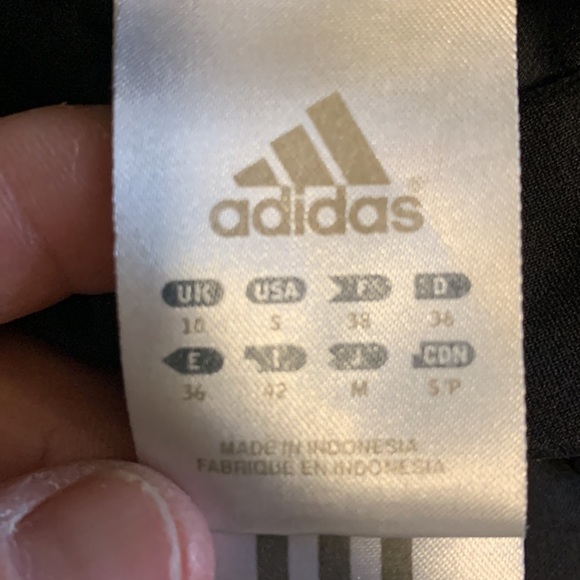 adidas®
UK USA F D
10 S 38 36
E I J CDN
36 42 M S/P
MADE IN INDONESIA
FABRIQUE EN INDONESIA